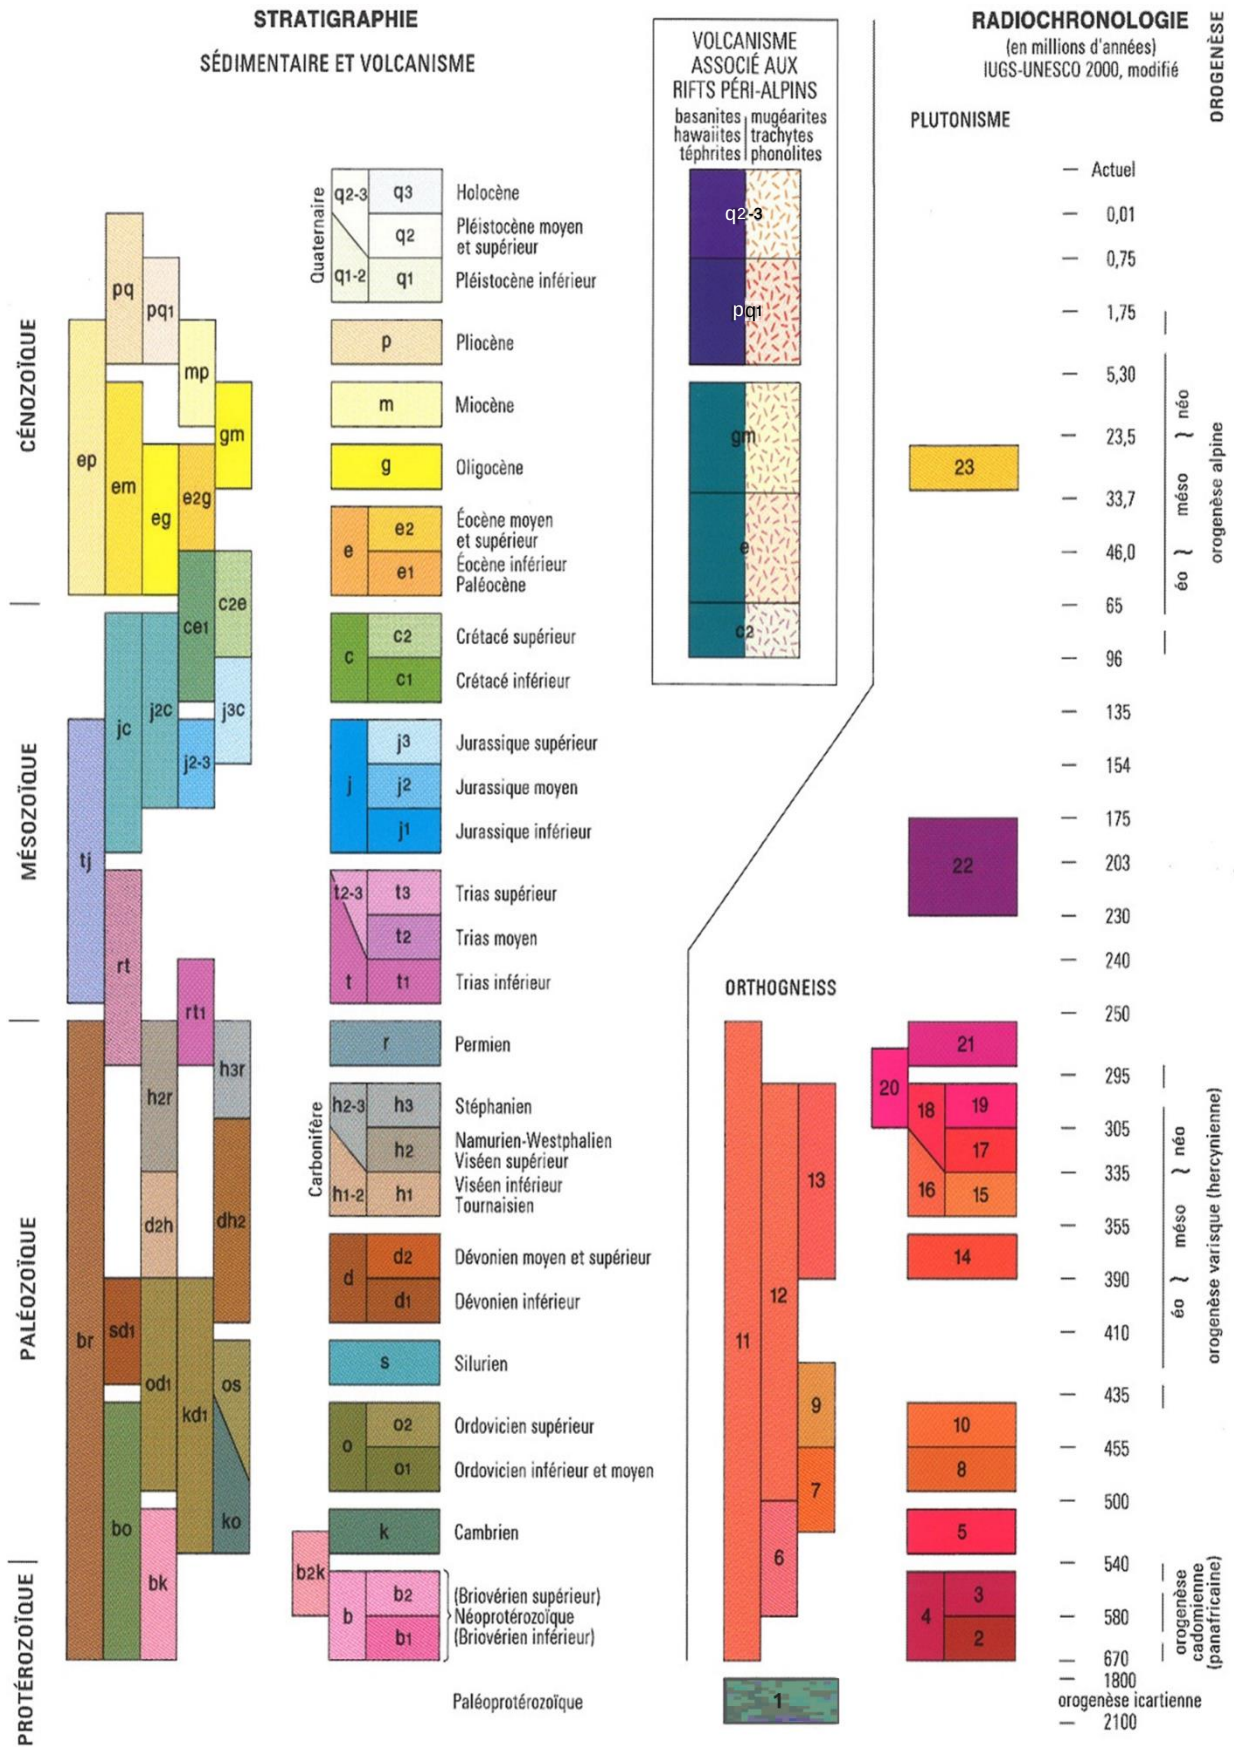 STRATIGRAPHIE
SÉDIMENTAIRE ET VOLCANISME
VOLCANISME
ASSOCIÉ AUX
RIFTS PÉRI-ALPINS
basanites
hawaiites
téphrites
mugéarites
trachytes
phonolites
q2-3
pq1
gm
e
c2
RADIOCHRONOLOGIE
(en millions d'années)
IUGS-UNESCO 2000, modifié
OROGENÈSE
PLUTONISME
CÉNOZOÏQUE
MÉSOZOÏQUE
PALÉOZOÏQUE
PROTÉROZOÏQUE
pq
pq1
mp
gm
ep
em
eg
e2g
ce1
c2e
jc
j2c
j3c
j2-3
tj
rt
rt1
h2r
h3r
d2h
dh2
br
sd1
od1
kd1
os
ko
bo
bk
Quaternaire
q2-3
q3
Holocène
q2
Pléistocène moyen
et supérieur
q1-2
q1
Pléistocène inférieur
p
Pliocène
m
Miocène
g
Oligocène
e
e2
Éocène moyen
et supérieur
e1
Éocène inférieur
Paléocène
c
c2
Crétacé supérieur
c1
Crétacé inférieur
j
j3
Jurassique supérieur
j2
Jurassique moyen
j1
Jurassique inférieur
t2-3
t3
Trias supérieur
t2
Trias moyen
t
t1
Trias inférieur
r
Permien
Carbonifère
h2-3
h3
Stéphanien
h2
Namurien-Westphalien
Viséen supérieur
h1-2
h1
Viséen inférieur
Tournaisien
d
d2
Dévonien moyen et supérieur
d1
Dévonien inférieur
s
Silurien
o
o2
Ordovicien supérieur
o1
Ordovicien inférieur et moyen
k
Cambrien
b2k
b
b2
(Briovérien supérieur)
Néoprotérozoïque
b1
(Briovérien inférieur)
Paléoprotérozoïque
ORTHOGNEISS
11
12
13
9
7
6
1
23
22
21
20
18
19
17
16
15
14
10
8
5
4
3
2
Actuel
0,01
0,75
1,75
5,30
23,5
33,7
46,0
65
96
135
154
175
203
230
240
250
295
305
335
355
390
410
435
455
500
540
580
670
1800
orogenèse icartienne
2100
éo ~ méso ~ néo
orogenèse alpine
éo ~ méso ~ néo
orogenèse varisque (hercynienne)
orogenèse
cadomienne
(panafricaine)